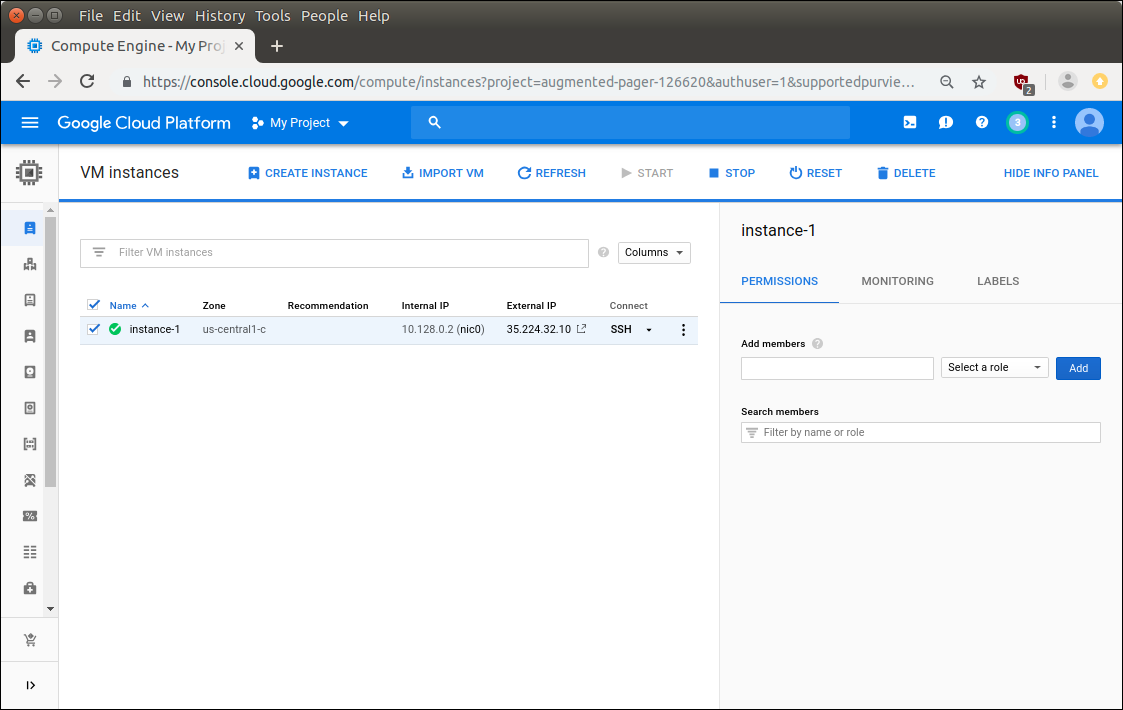 File Edit View History Tools People Help
Compute Engine - My Proj
https://console.cloud.google.com/compute/instances?project=augmented-pager-126620&authuser=1&supportedpurvie...
2
Google Cloud Platform My Project 3
VM instances CREATE INSTANCE IMPORT VM REFRESH START STOP RESET DELETE HIDE INFO PANEL
instance-1
Filter VM instances ? Columns
PERMISSIONS MONITORING LABELS
Name Zone Recommendation Internal IP External IP Connect
instance-1 us-central1-c 10.128.0.2 (nic0) 35.224.32.10 SSH
Add members ?
Select a role Add
Search members
Filter by name or role